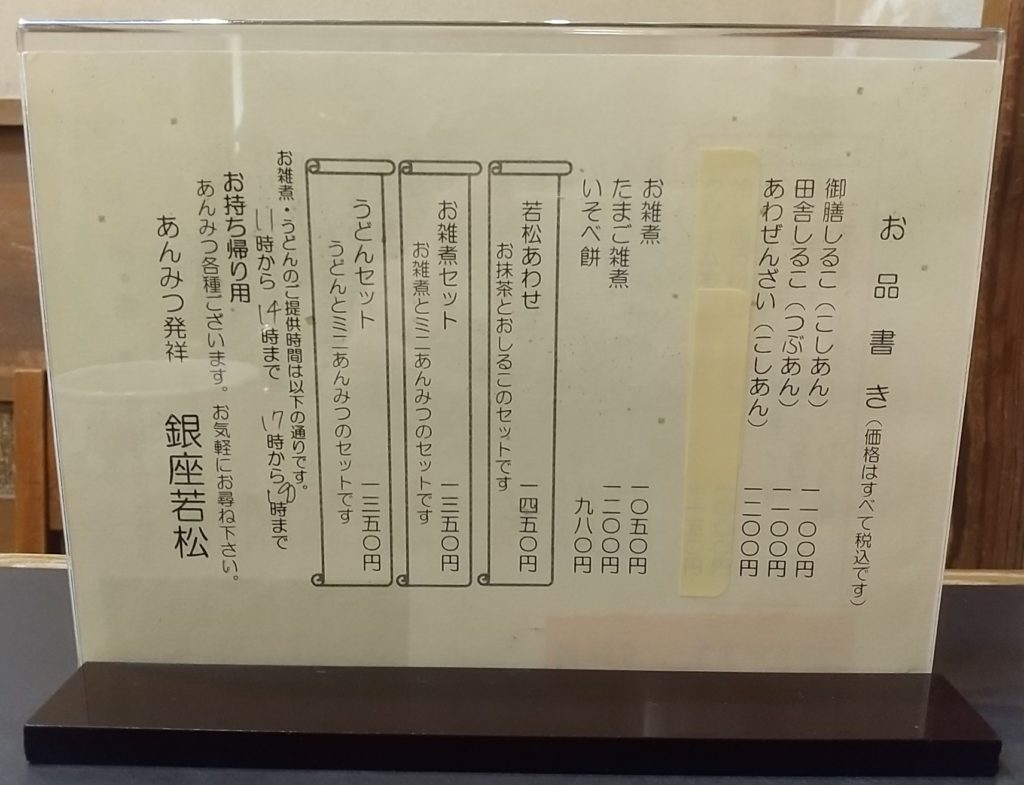 お品書き（価格はすべて税込です）
御膳しるこ（こしあん） 一一〇〇円
田舎しるこ（つぶあん） 一一〇〇円
あわぜんざい（こしあん） 一二〇〇円
お雑煮 一〇五〇円
たまご雑煮 一二〇〇円
いそべ餅 九八〇円
若松あわせ
お抹茶とおしるこのセットです 一四五〇円
お雑煮セット
お雑煮とミニあんみつのセットです 一三五〇円
うどんセット
うどんとミニあんみつのセットです 一三五〇円
お雑煮・うどんのご提供時間は以下の通りです。
11時から 14時まで 17時から 時まで
お持ち帰り用
あんみつ各種ございます。お気軽にお尋ね下さい。
あんみつ発祥 銀座若松